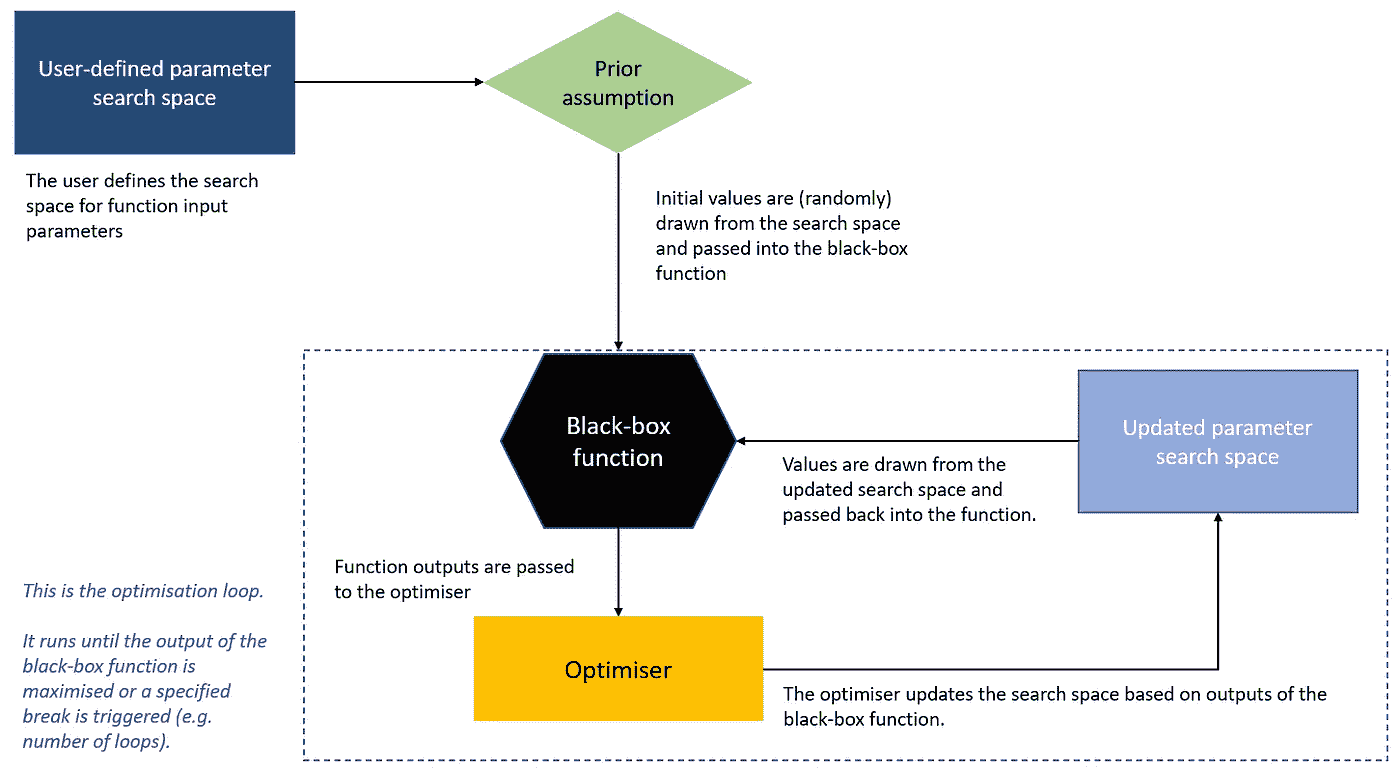 User-defined parameter
search space
Prior
assumption
The user defines the search
space for function input
parameters
Initial values are (randomly)
drawn from the search space
and passed into the black-box
function
Black-box
function
Updated parameter
search space
Values are drawn from the
updated search space and
passed back into the function.
Function outputs are passed
to the optimiser
This is the optimisation loop.
It runs until the output of the
black-box function is
maximised or a specified
break is triggered (e.g.
number of loops).
Optimiser
The optimiser updates the search space based on outputs of the
black-box function.